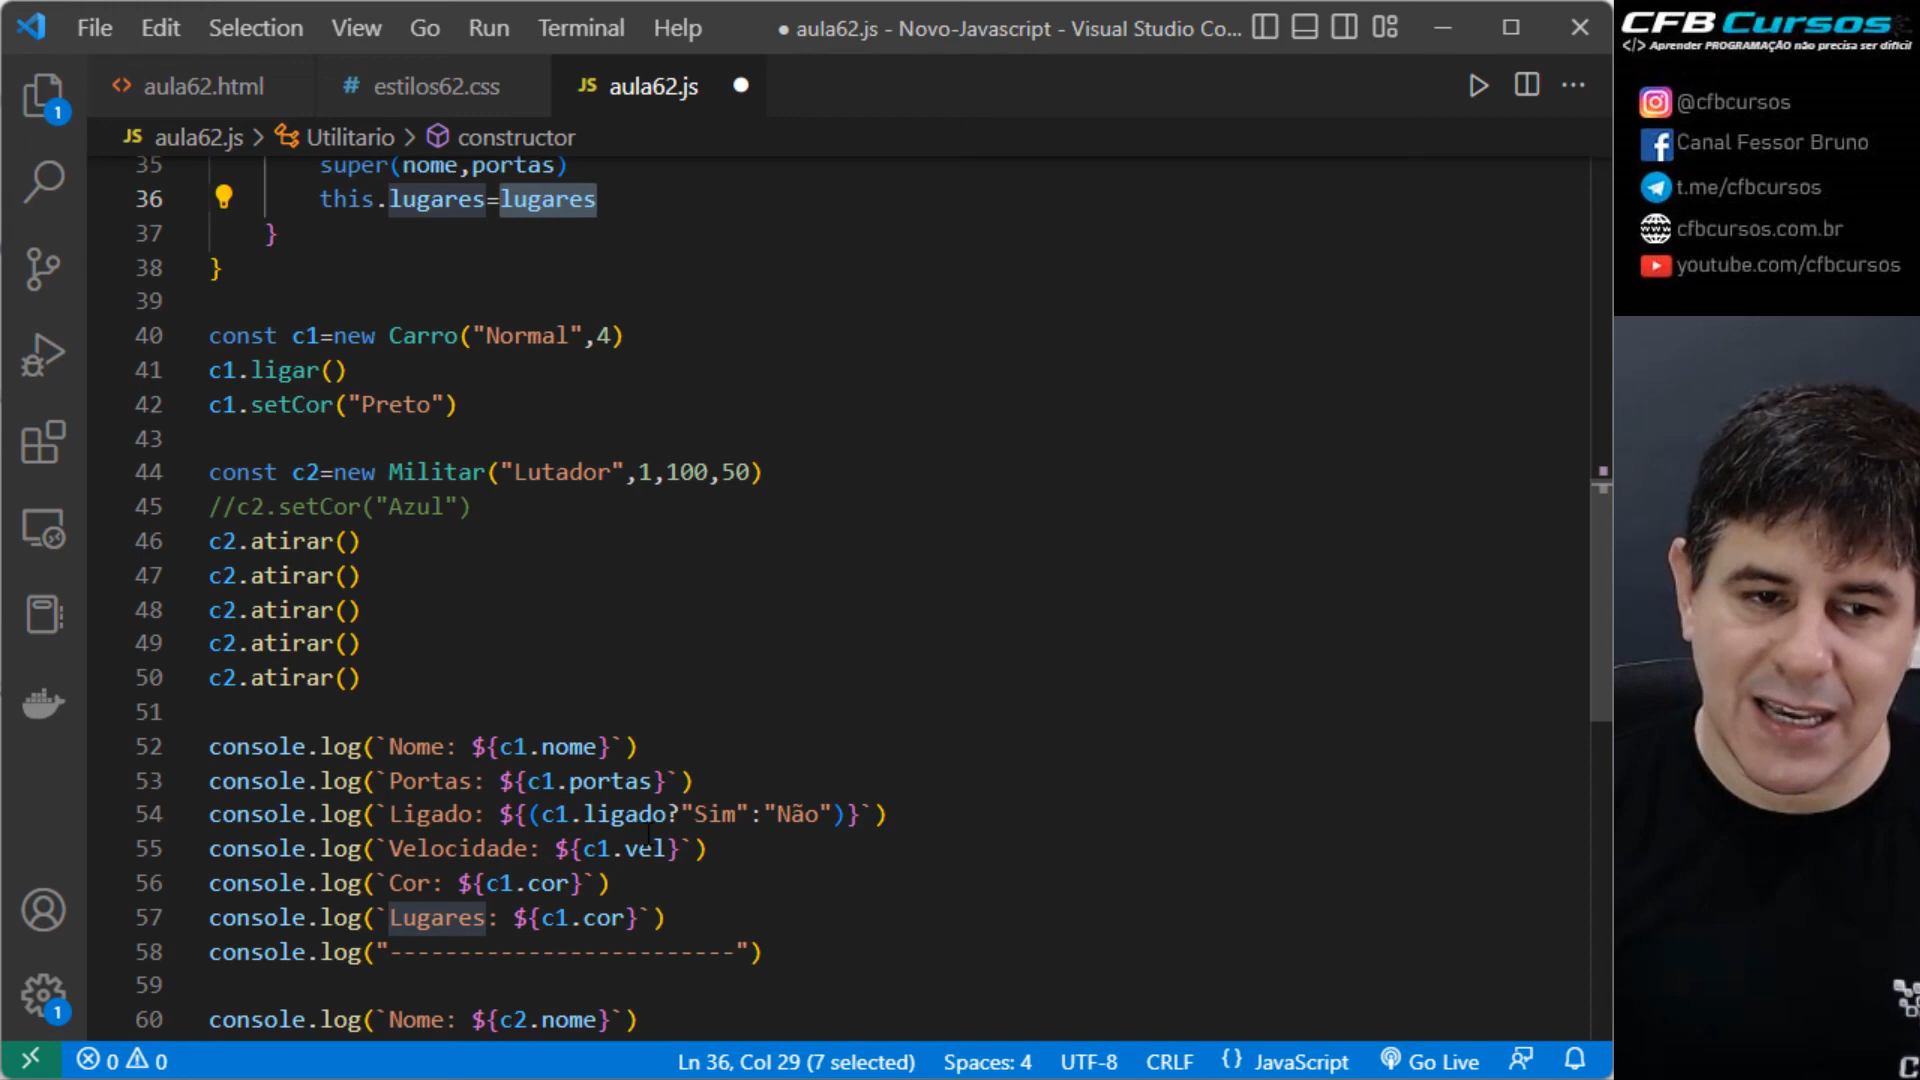 File Edit Selection View Go Run Terminal Help
● aula62.js - Novo-Javascript - Visual Studio Co...
<> aula62.html
# estilos62.css
JS aula62.js
JS aula62.js > Utilitario > constructor
35 super(nome,portas)
36 this.lugares=lugares
37 }
38 }
39
40 const c1=new Carro("Normal",4)
41 c1.ligar()
42 c1.setCor("Preto")
43
44 const c2=new Militar("Lutador",1,100,50)
45 //c2.setCor("Azul")
46 c2.atirar()
47 c2.atirar()
48 c2.atirar()
49 c2.atirar()
50 c2.atirar()
51
52 console.log(`Nome: ${c1.nome}`)
53 console.log(`Portas: ${c1.portas}`)
54 console.log(`Ligado: ${(c1.ligado?"Sim":"Não")}`)
55 console.log(`Velocidade: ${c1.vel}`)
56 console.log(`Cor: ${c1.cor}`)
57 console.log(`Lugares: ${c1.cor}`)
58 console.log("-------------------------")
59
60 console.log(`Nome: ${c2.nome}`)
1
1
0 0
Ln 36, Col 29 (7 selected)
Spaces: 4
UTF-8
CRLF
{} JavaScript
Go Live
CFB Cursos
</> Aprender PROGRAMAÇÃO não precisa ser difícil
@cfbcursos
Canal Fessor Bruno
t.me/cfbcursos
cfbcursos.com.br
youtube.com/cfbcursos